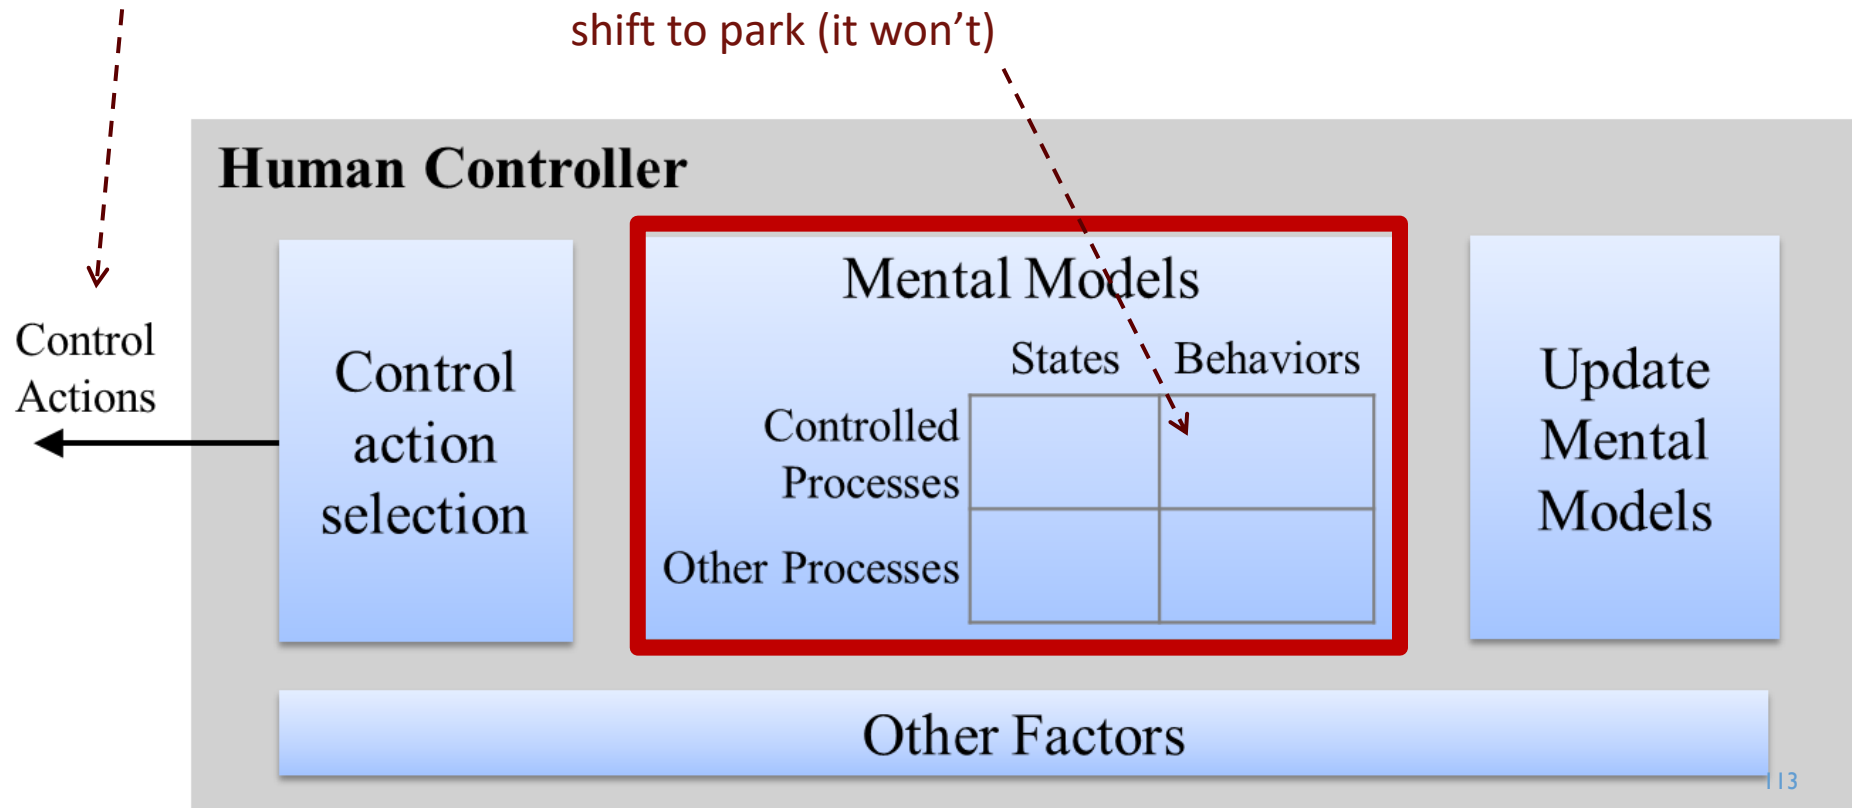 shift to park (it won’t)
Human Controller
Control
Actions
Control
action
selection
Mental Models
States Behaviors
Controlled
Processes
Other Processes
Update
Mental
Models
Other Factors
113